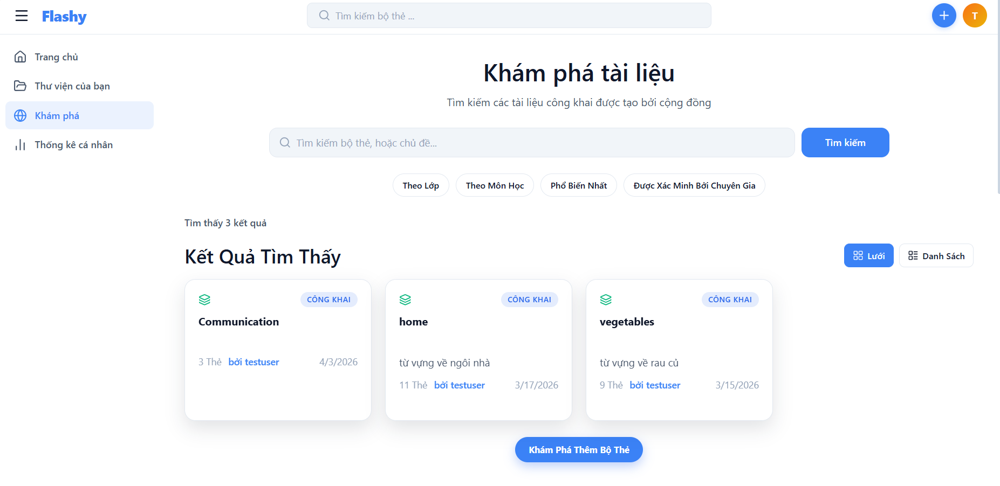 Flashy
Tìm kiếm bộ thẻ ...
T
Trang chủ
Thư viện của bạn
Khám phá
Thống kê cá nhân
Khám phá tài liệu
Tìm kiếm các tài liệu công khai được tạo bởi cộng đồng
Tìm kiếm bộ thẻ, hoặc chủ đề...
Tìm kiếm
Theo Lớp
Theo Môn Học
Phổ Biến Nhất
Được Xác Minh Bởi Chuyên Gia
Tìm thấy 3 kết quả
Kết Quả Tìm Thấy
Lưới
Danh Sách
CÔNG KHAI
Communication
3 Thẻ bởi testuser 4/3/2026
CÔNG KHAI
home
từ vựng về ngôi nhà
11 Thẻ bởi testuser 3/17/2026
CÔNG KHAI
vegetables
từ vựng về rau củ
9 Thẻ bởi testuser 3/15/2026
Khám Phá Thêm Bộ Thẻ